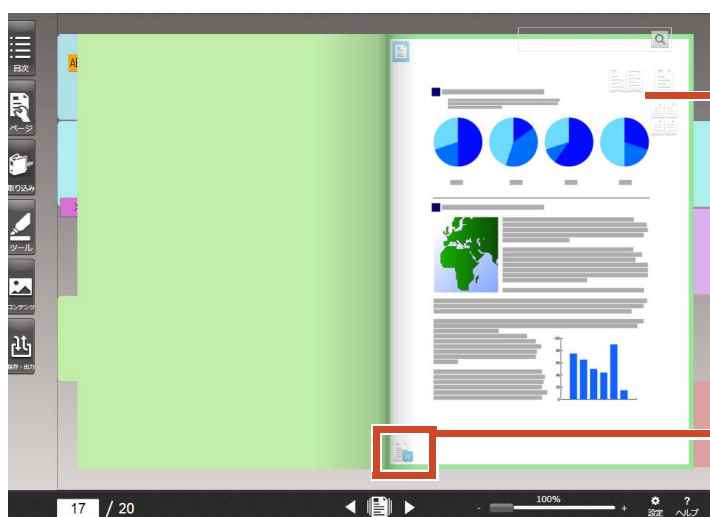 目次
ページ
取り込み
ツール
コンテンツ
保存・出力
W
17 / 20
100%
- +
設定
?
ヘルプ